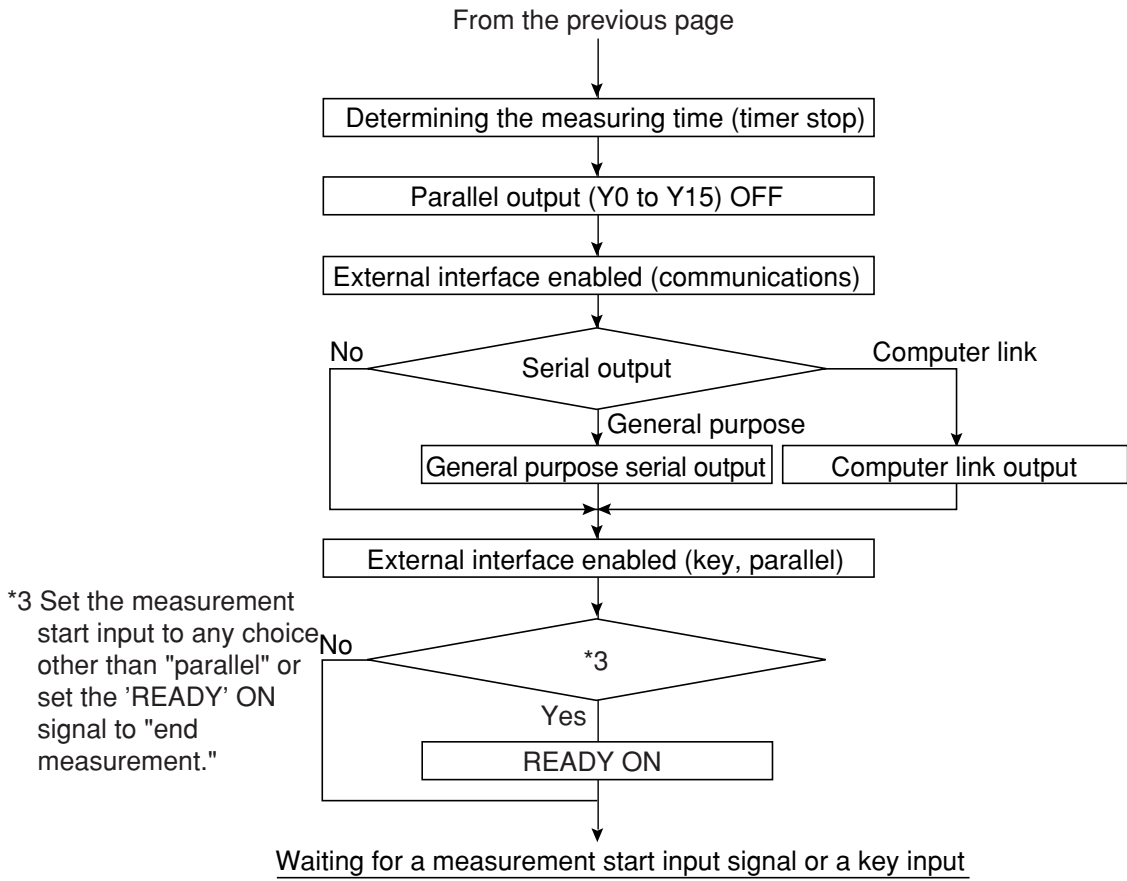 From the previous page
Determining the measuring time (timer stop)
Parallel output (Y0 to Y15) OFF
External interface enabled (communications)
No
Serial output
Computer link
General purpose
General purpose serial output
Computer link output
External interface enabled (key, parallel)
*3 Set the measurement
start input to any choice
other than "parallel" or
set the 'READY' ON
signal to "end
measurement."
No
*3
Yes
READY ON
Waiting for a measurement start input signal or a key input